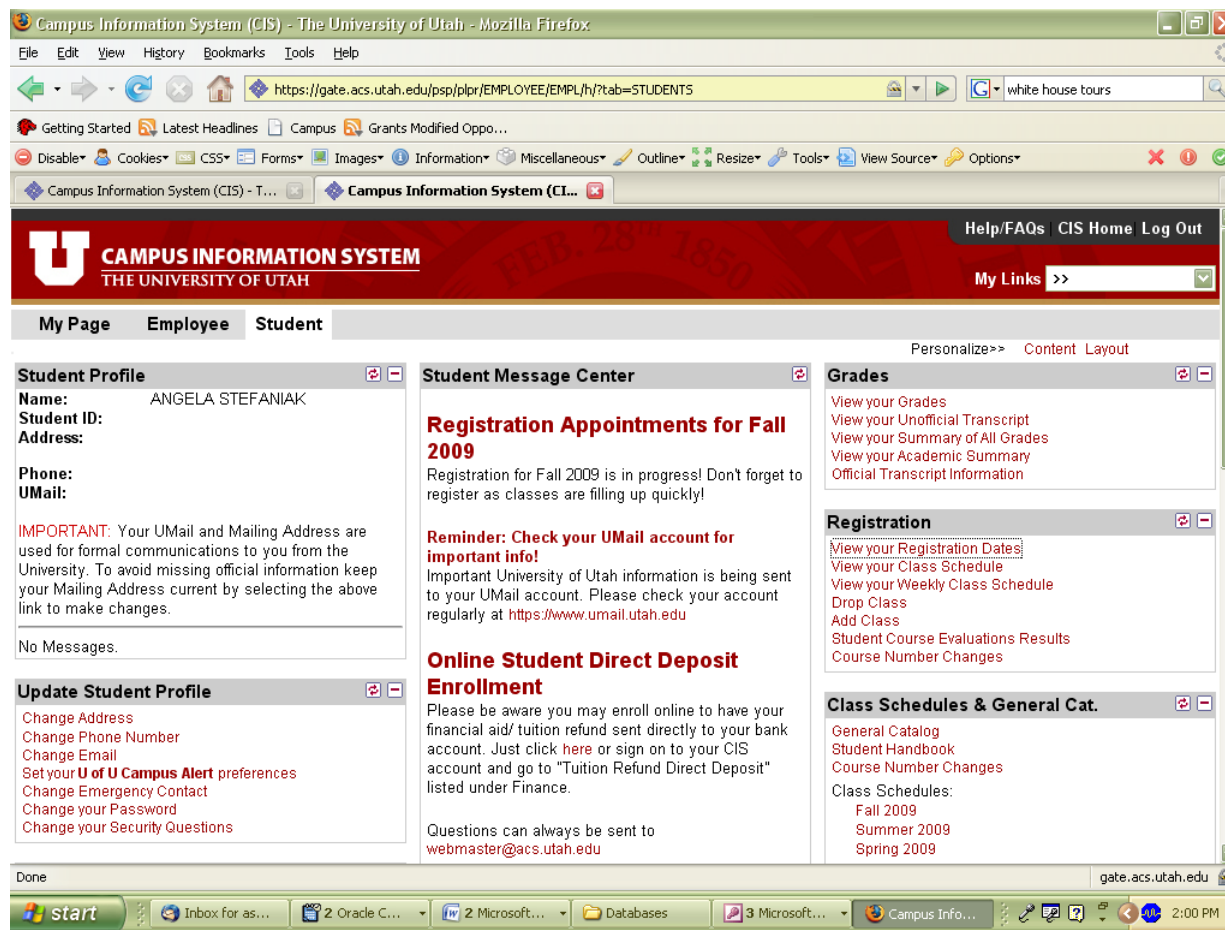 Campus Information System (CIS) - The University of Utah - Mozilla Firefox
File Edit View History Bookmarks Tools Help
https://gate.acs.utah.edu/psp/plpr/EMPLOYEE/EMPL/h/?tab=STUDENTS
G white house tours
Getting Started Latest Headlines Campus Grants Modified Oppo...
Disable Cookies CSS Forms Images Information Miscellaneous Outline Resize Tools View Source Options
Campus Information System (CIS) - T... Campus Information System (CI...
Help/FAQs CIS Home Log Out
U CAMPUS INFORMATION SYSTEM
THE UNIVERSITY OF UTAH
FEB. 28TH 1850
My Links >>
My Page Employee Student
Personalize>> Content Layout
Student Profile
Name: ANGELA STEFANIAK
Student ID:
Address:
Phone:
UMail:
IMPORTANT: Your UMail and Mailing Address are
used for formal communications to you from the
University. To avoid missing official information keep
your Mailing Address current by selecting the above
link to make changes.
No Messages.
Update Student Profile
Change Address
Change Phone Number
Change Email
Set your U of U Campus Alert preferences
Change Emergency Contact
Change your Password
Change your Security Questions
Student Message Center
Registration Appointments for Fall
2009
Registration for Fall 2009 is in progress! Don't forget to
register as classes are filling up quickly!
Reminder: Check your UMail account for
important info!
Important University of Utah information is being sent
to your UMail account. Please check your account
regularly at https://www.umail.utah.edu
Online Student Direct Deposit
Enrollment
Please be aware you may enroll online to have your
financial aid/ tuition refund sent directly to your bank
account. Just click here or sign on to your CIS
account and go to "Tuition Refund Direct Deposit"
listed under Finance.
Questions can always be sent to
webmaster@acs.utah.edu
Grades
View your Grades
View your Unofficial Transcript
View your Summary of All Grades
View your Academic Summary
Official Transcript Information
Registration
View your Registration Dates
View your Class Schedule
View your Weekly Class Schedule
Drop Class
Add Class
Student Course Evaluations Results
Course Number Changes
Class Schedules & General Cat.
General Catalog
Student Handbook
Course Number Changes
Class Schedules:
Fall 2009
Summer 2009
Spring 2009
Done
gate.acs.utah.edu
start Inbox for as... 2 Oracle C... 2 Microsoft... Databases 3 Microsoft... Campus Info... 2:00 PM